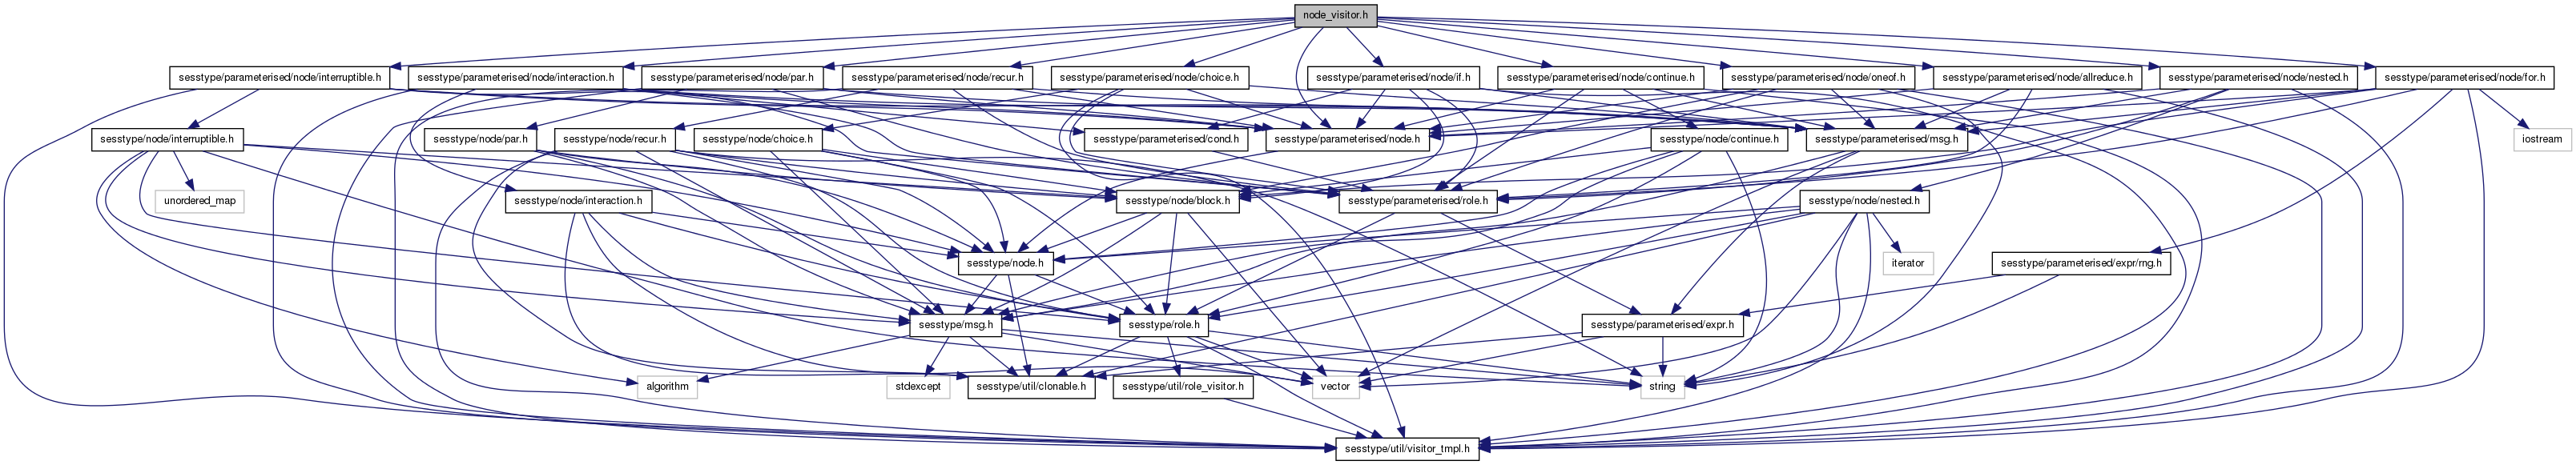 node_visitor.h
sesstype/parameterised/node/interruptible.h
sesstype/parameterised/node/interaction.h
sesstype/parameterised/node/par.h
sesstype/parameterised/node/recur.h
sesstype/parameterised/node/choice.h
sesstype/parameterised/node/if.h
sesstype/parameterised/node/continue.h
sesstype/parameterised/node/oneof.h
sesstype/parameterised/node/allreduce.h
sesstype/parameterised/node/nested.h
sesstype/parameterised/node/for.h
sesstype/node/interruptible.h
sesstype/node/par.h
sesstype/node/recur.h
sesstype/node/choice.h
sesstype/parameterised/cond.h
sesstype/parameterised/node.h
sesstype/node/continue.h
sesstype/parameterised/msg.h
iostream
unordered_map
sesstype/node/interaction.h
sesstype/node/block.h
sesstype/parameterised/role.h
sesstype/node/nested.h
sesstype/node.h
iterator
sesstype/parameterised/expr/rng.h
sesstype/msg.h
sesstype/role.h
sesstype/parameterised/expr.h
algorithm
stdexcept
sesstype/util/clonable.h
sesstype/util/role_visitor.h
vector
string
sesstype/util/visitor_tmpl.h